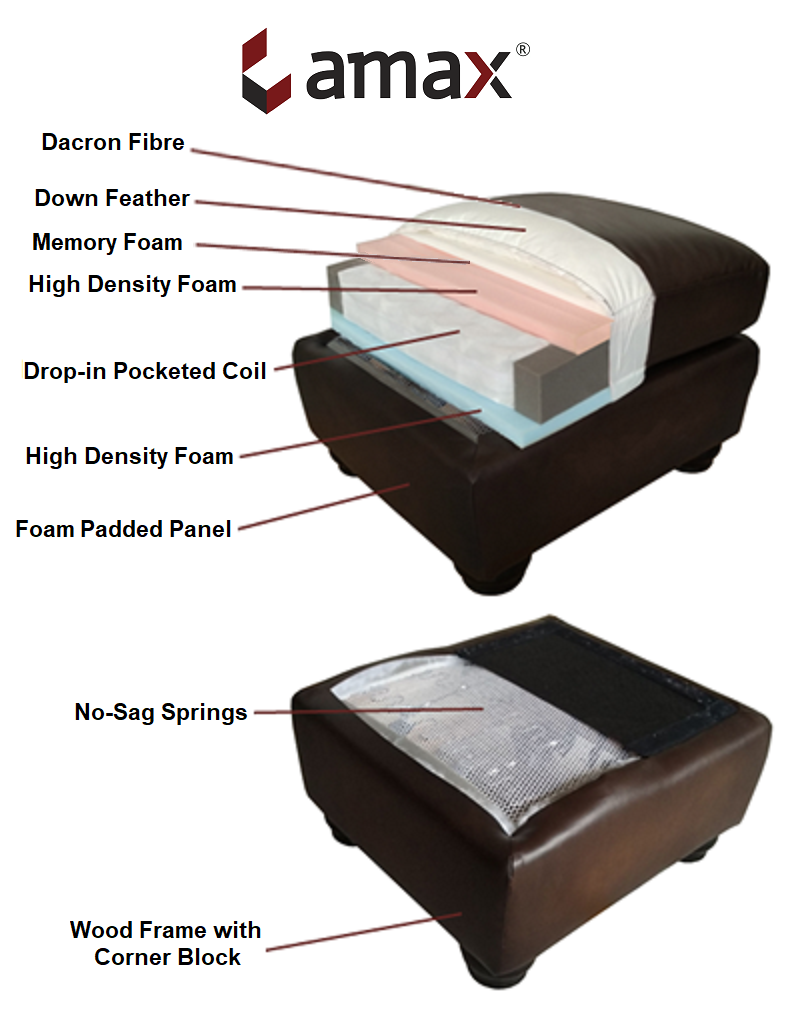 amax®
Dacron Fibre
Down Feather
Memory Foam
High Density Foam
Drop-in Pocketed Coil
High Density Foam
Foam Padded Panel
No-Sag Springs
Wood Frame with
Corner Block